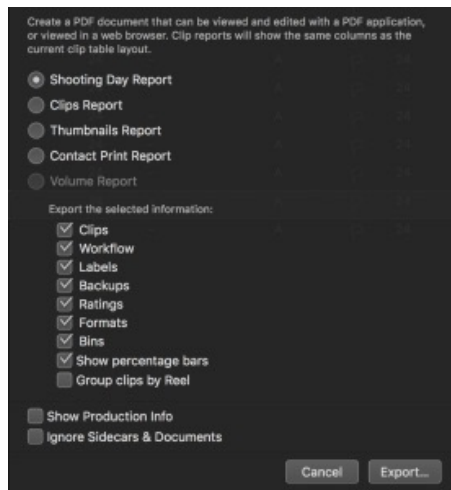 Create a PDF document that can be viewed and edited with a PDF application,
or viewed in a web browser. Clip reports will show the same columns as the
current clip table layout.
Shooting Day Report
Clips Report
Thumbnails Report
Contact Print Report
Volume Report
Export the selected information:
Clips
Workflow
Labels
Backups
Ratings
Formats
Bins
Show percentage bars
Group clips by Reel
Show Production Info
Ignore Sidecars & Documents
Cancel
Export...